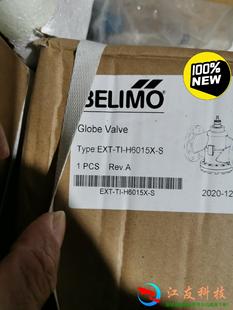 100%
NEW
BELIMO
Globe Valve
Type:EXT-TI-H6015X-S
1 PCS Rev.A
EXT-TI-H6015X-S
2020-12
江友科技